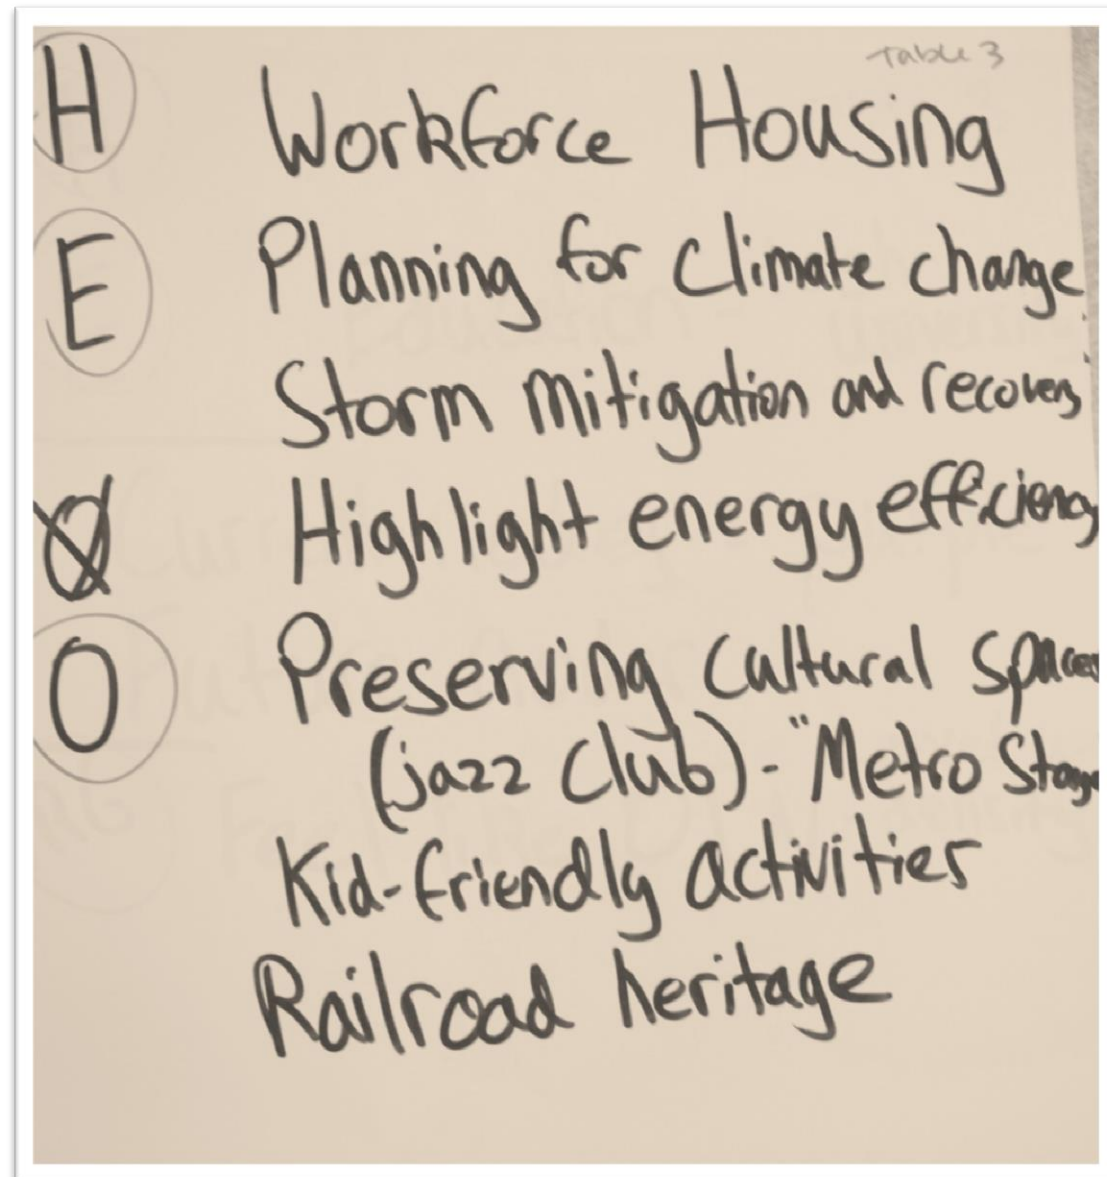 Table 3
H Workforce Housing
E Planning for climate change
Storm mitigation and recovery
Highlight energy efficiency
O Preserving cultural spaces
(jazz club) - "Metro Stage
Kid-friendly activities
Railroad heritage